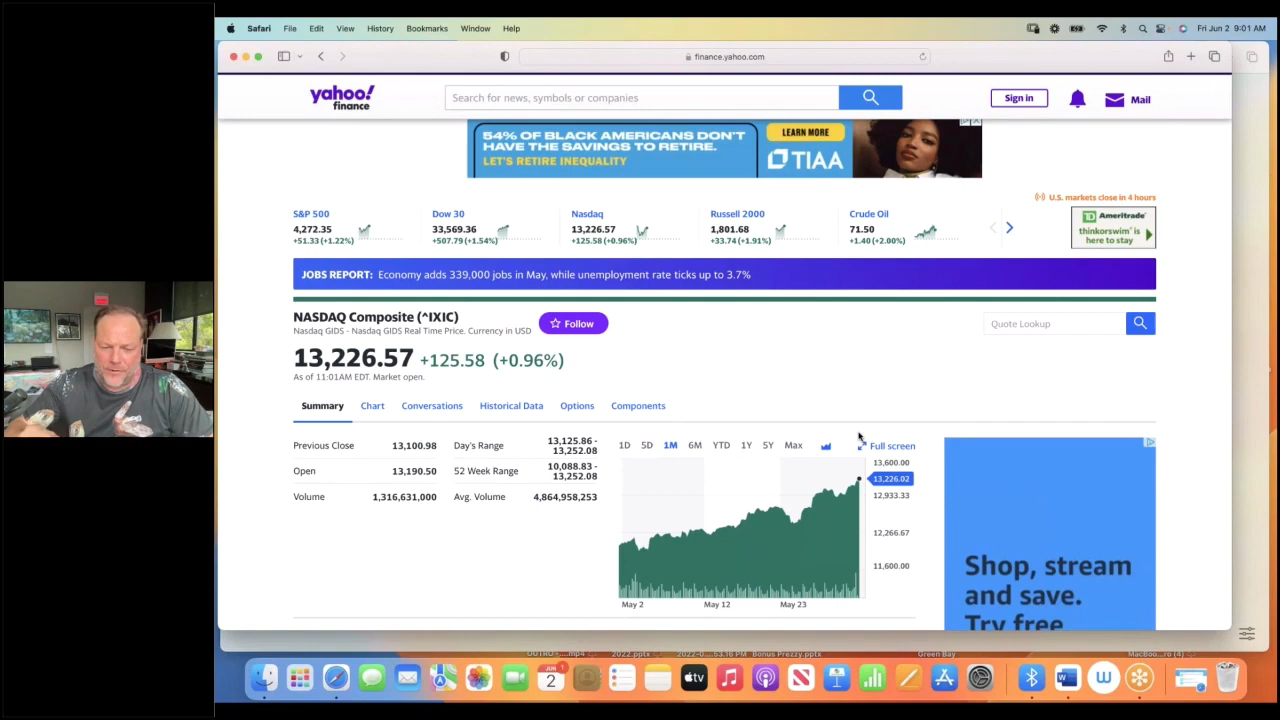 Safari File Edit View History Bookmarks Window Help Fri Jun 2 9:01 AM
finance.yahoo.com
yahoo!
finance
Search for news, symbols or companies
Sign in
Mail
54% OF BLACK AMERICANS DON'T
HAVE THE SAVINGS TO RETIRE.
LET'S RETIRE INEQUALITY
LEARN MORE
TIAA
U.S. markets close in 4 hours
S&P 500 Dow 30 Nasdaq Russell 2000 Crude Oil
4,272.35 33,569.36 13,226.57 1,801.68 71.50
+51.33 (+1.22%) +507.79 (+1.54%) +125.58 (+0.96%) +33.74 (+1.91%) +1.40 (+2.00%)
TD Ameritrade
thinkorswim is
here to stay
JOBS REPORT: Economy adds 339,000 jobs in May, while unemployment rate ticks up to 3.7%
NASDAQ Composite (^IXIC)
Nasdaq GIDS - Nasdaq GIDS Real Time Price. Currency in USD
Follow
Quote Lookup
13,226.57 +125.58 (+0.96%)
As of 11:01AM EDT. Market open.
Summary Chart Conversations Historical Data Options Components
Previous Close 13,100.98 Day's Range 13,125.86 - 13,252.08
Open 13,190.50 52 Week Range 10,088.83 - 13,252.08
Volume 1,316,631,000 Avg. Volume 4,864,958,253
1D 5D 1M 6M YTD 1Y 5Y Max Full screen
13,600.00
13,226.02
12,933.33
12,266.67
11,600.00
May 2 May 12 May 23
Shop, stream
and save.
Try free
2022.pptx Bonus Prezzy.pptx Green Bay
JUN
2
tv